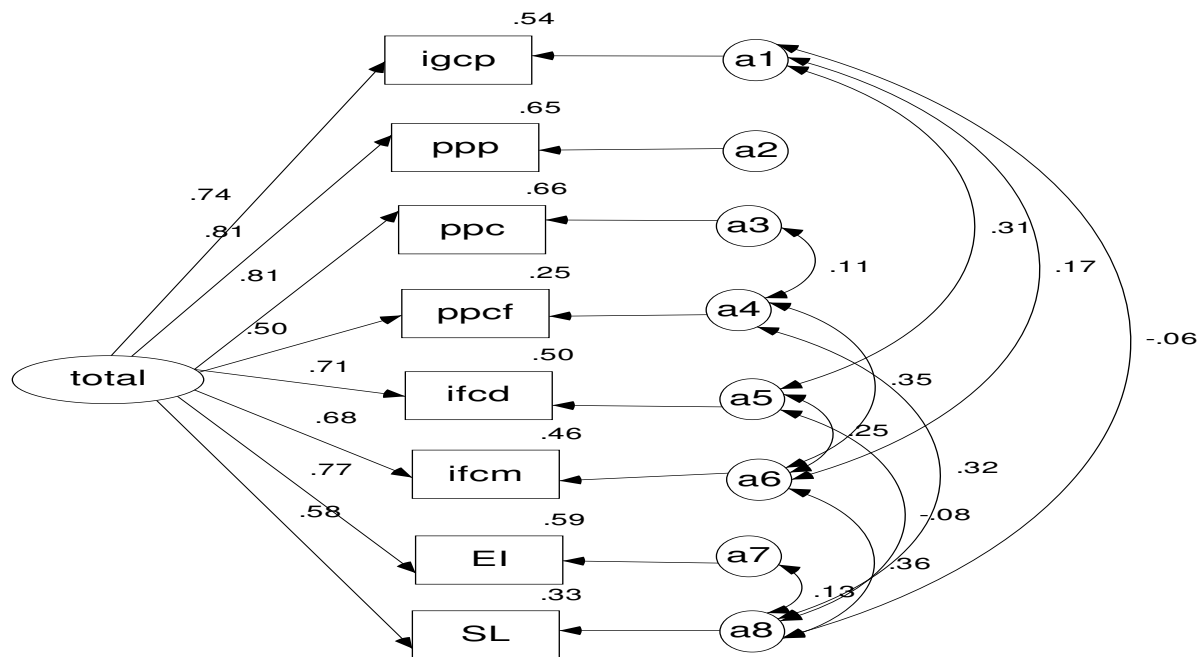 .54
igcp
a1
.65
ppp
a2
.74
.66
.81
ppc
a3
.31
.81
.25
.11
.17
ppcf
a4
.50
-.06
.50
.71
total
ifcd
a5
.35
.68
.46
.25
.77
ifcm
a6
.32
.58
.59
-.08
EI
a7
.36
.33
.13
SL
a8